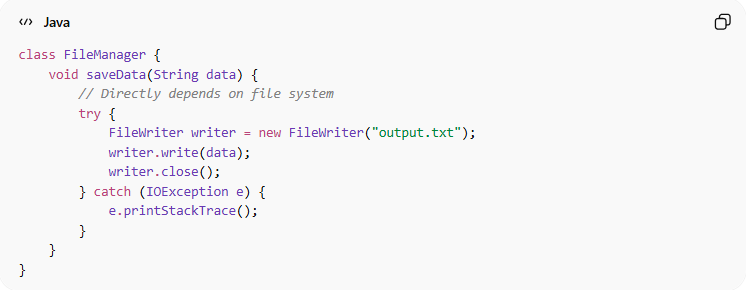 </> Java
class FileManager {
    void saveData(String data) {
        // Directly depends on file system
        try {
            FileWriter writer = new FileWriter("output.txt");
            writer.write(data);
            writer.close();
        } catch (IOException e) {
            e.printStackTrace();
        }
    }
}